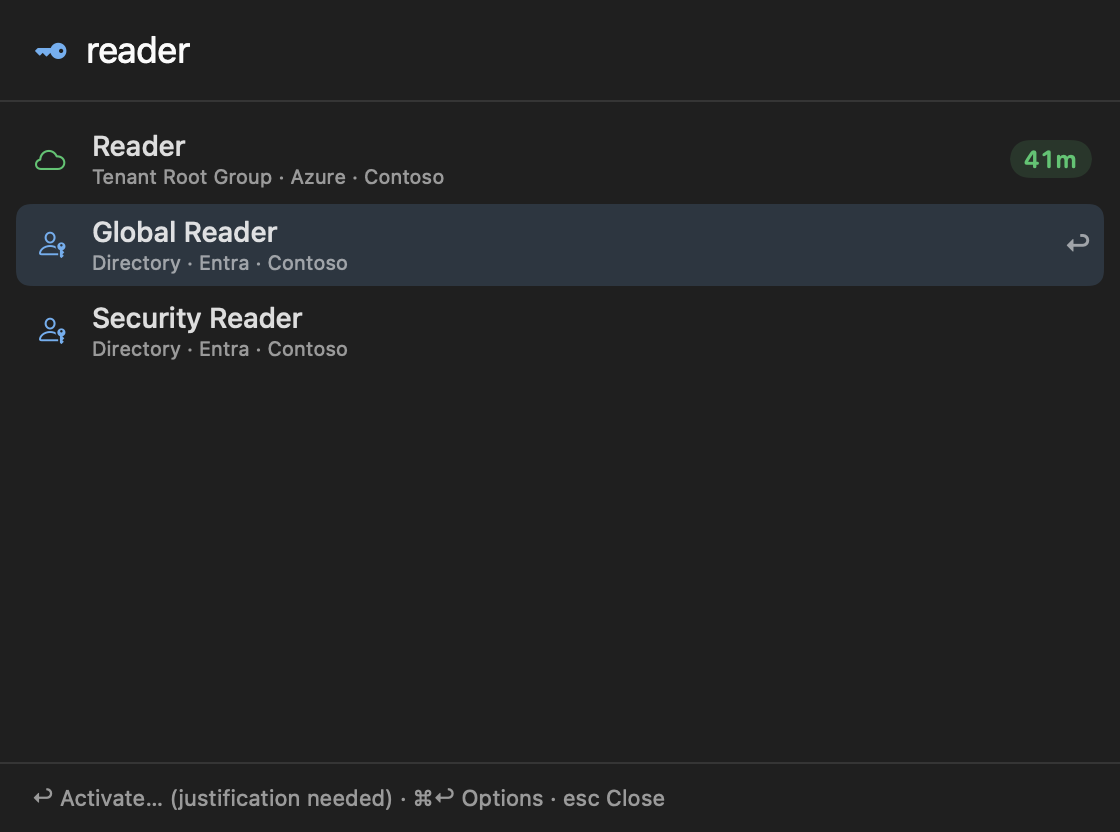 reader
Reader
Tenant Root Group · Azure · Contoso
41m
Global Reader
Directory · Entra · Contoso
↩
Security Reader
Directory · Entra · Contoso
↩ Activate... (justification needed) · ⌘↩ Options · esc Close